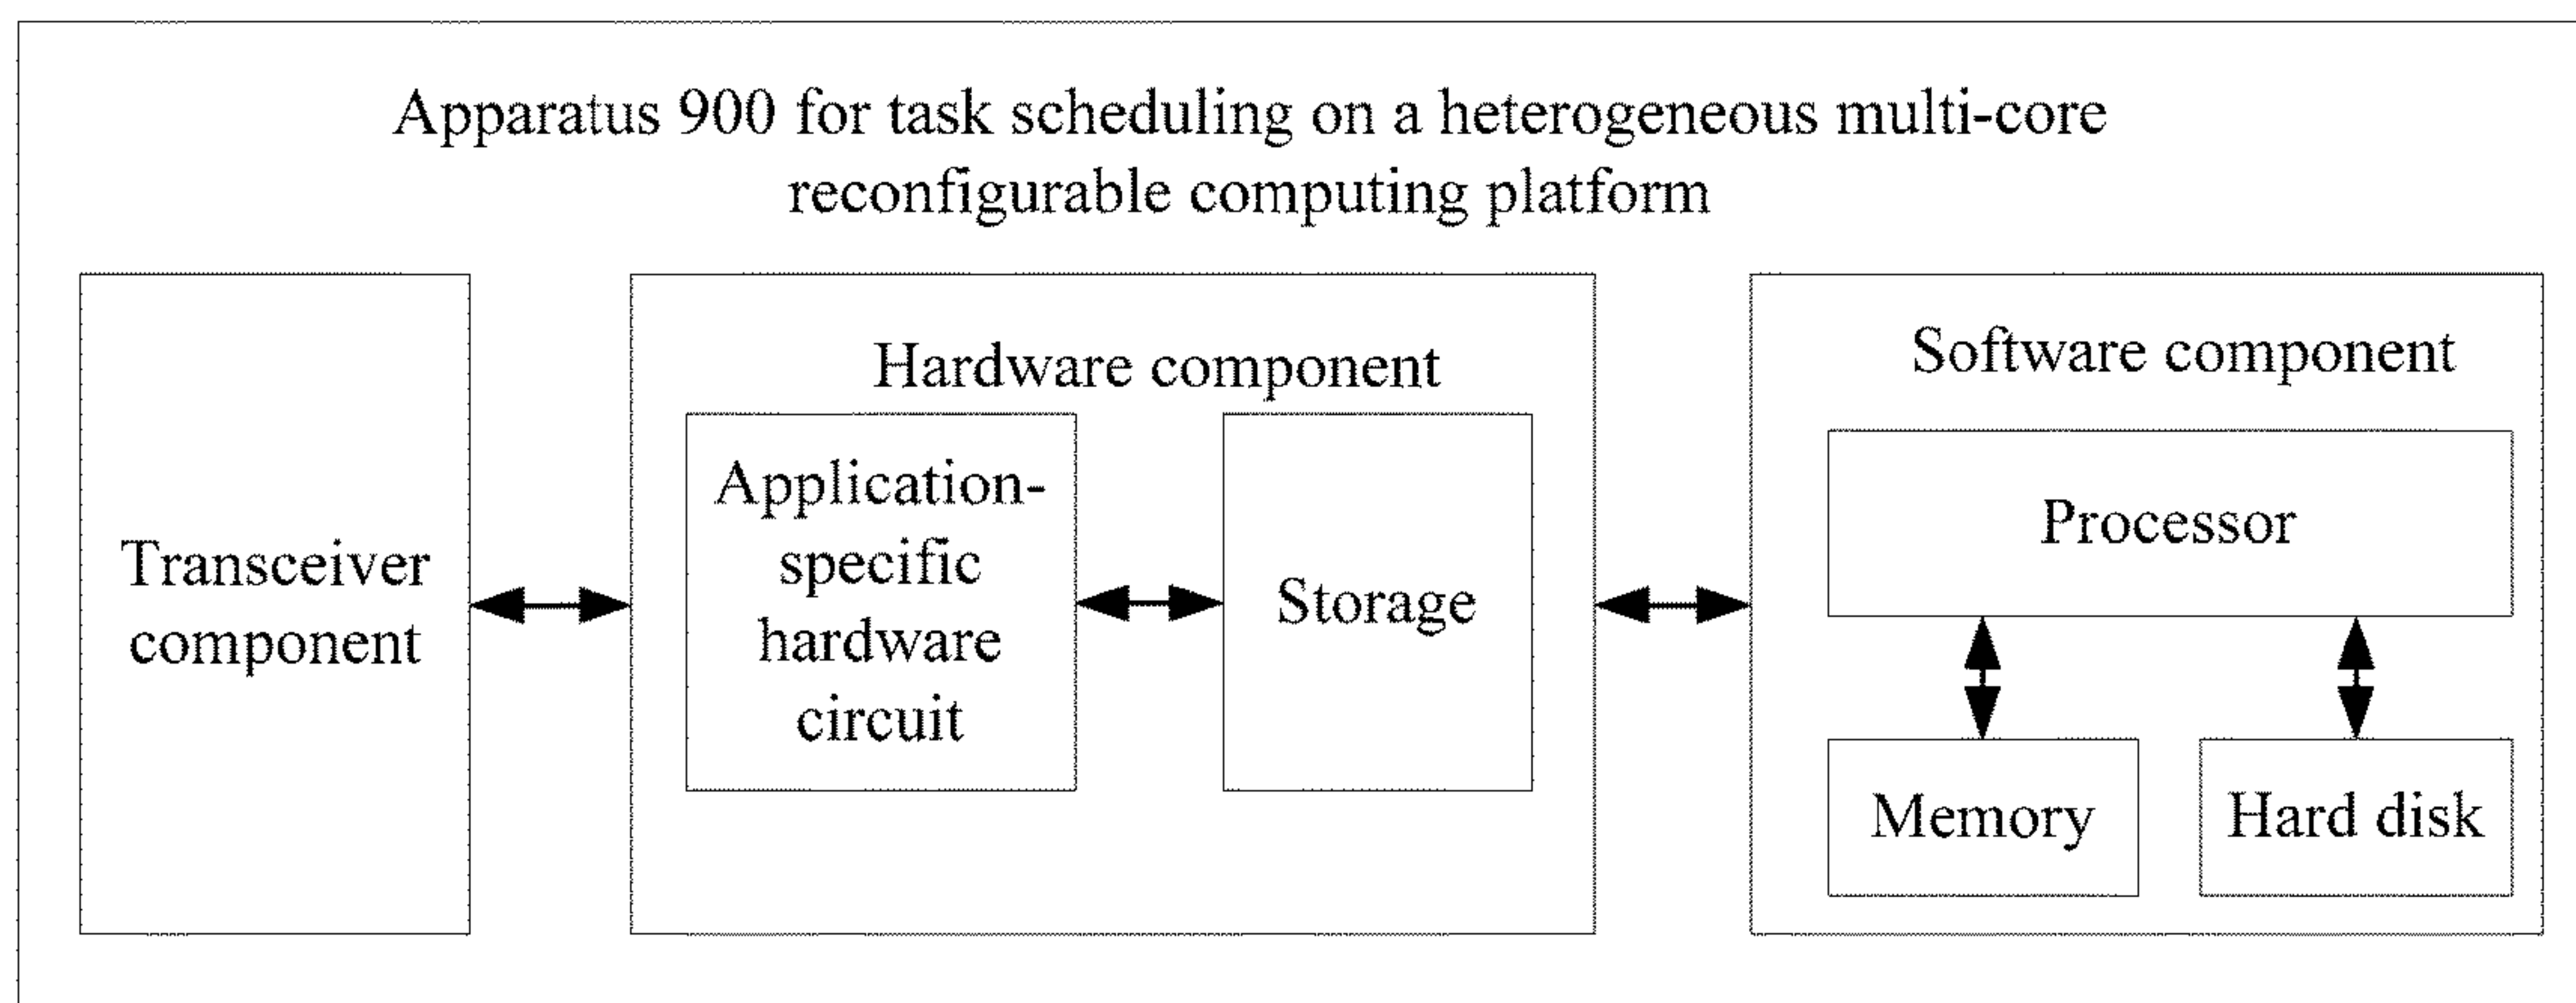 Apparatus 900 for task scheduling on a heterogeneous multi-core
reconfigurable computing platform
Transceiver
component
Hardware component
Application-
specific
hardware
circuit
Storage
Software component
Processor
Memory
Hard disk